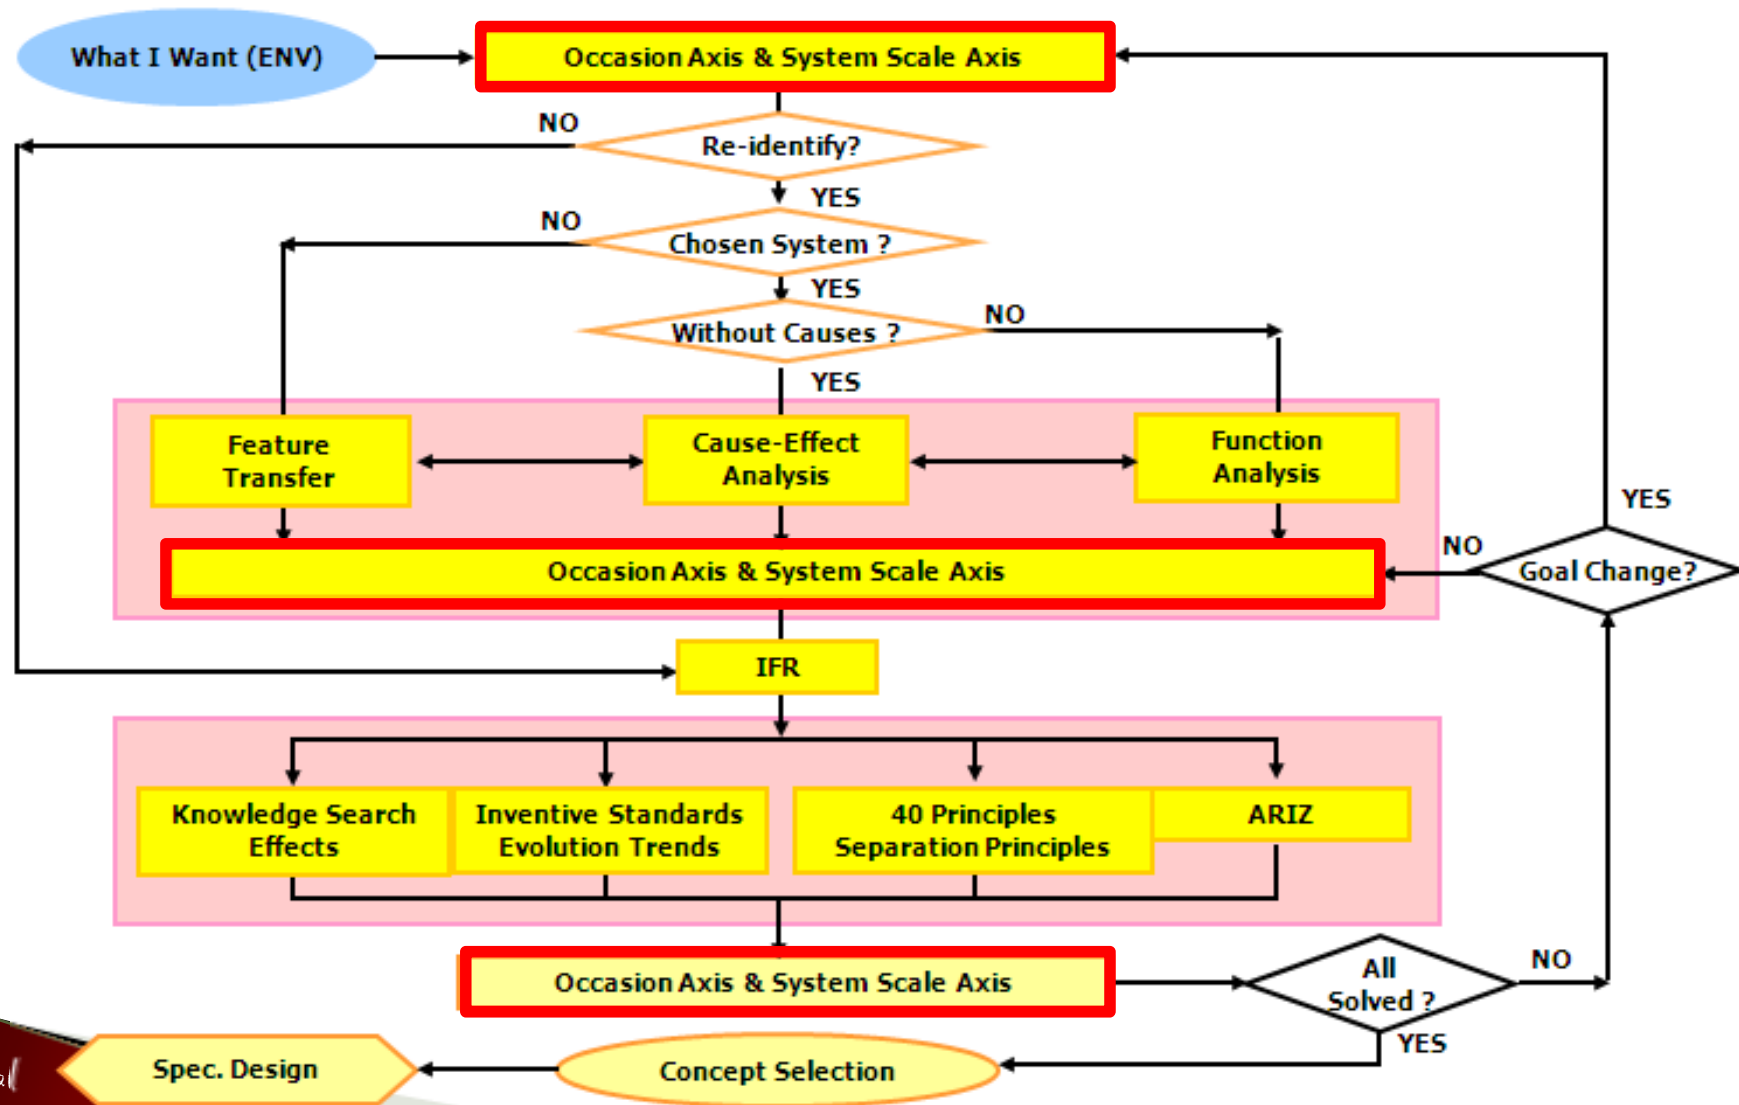 What I Want (ENV)
Occasion Axis & System Scale Axis
NO
Re-identify?
YES
NO
Chosen System ?
YES
NO
Without Causes ?
YES
Feature
Transfer
Cause-Effect
Analysis
Function
Analysis
YES
NO
Goal Change?
Occasion Axis & System Scale Axis
IFR
Knowledge Search
Effects
Inventive Standards
Evolution Trends
40 Principles
Separation Principles
ARIZ
Occasion Axis & System Scale Axis
All
Solved ?
NO
YES
Spec. Design
Concept Selection